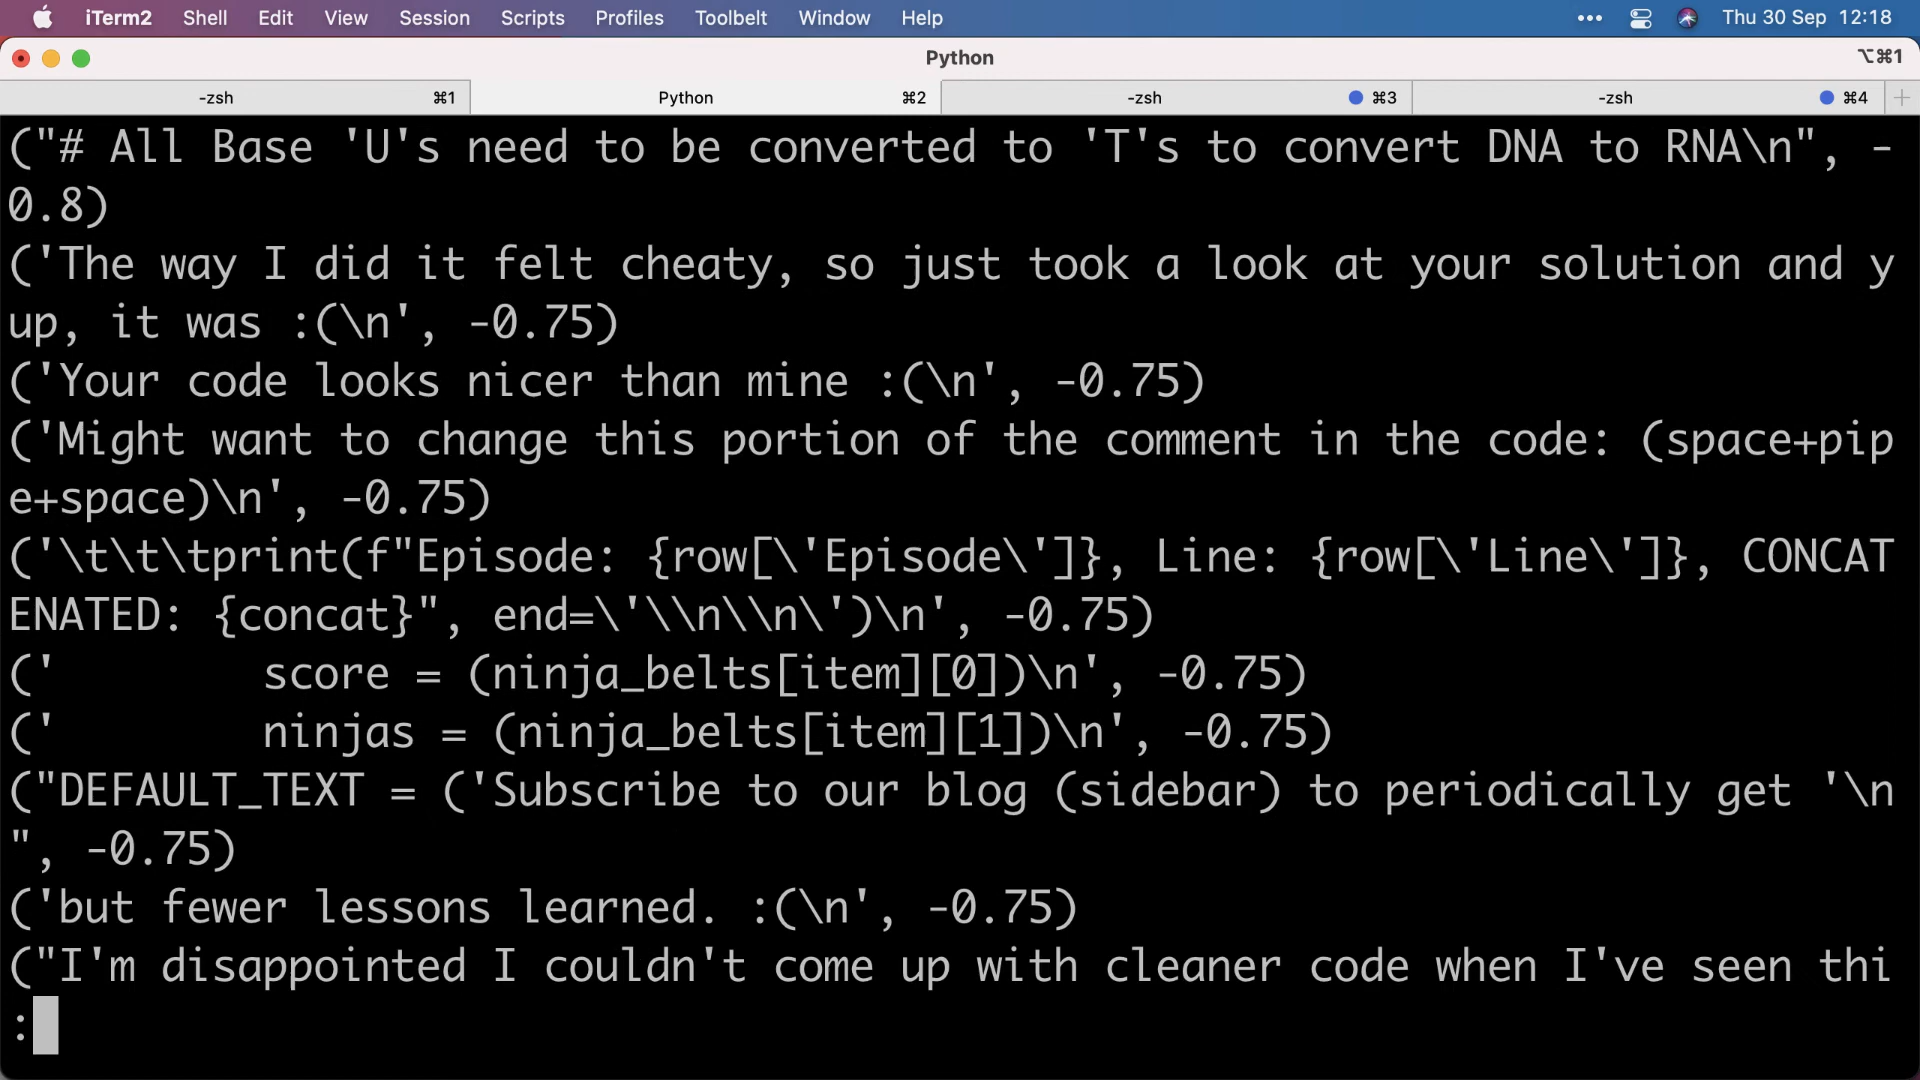 iTerm2 Shell Edit View Session Scripts Profiles Toolbelt Window Help Thu 30 Sep 12:18
Python ⌥⌘1
-zsh ⌘1 Python ⌘2 -zsh ⌘3 -zsh ⌘4
("# All Base 'U's need to be converted to 'T's to convert DNA to RNA\n", -
0.8)
('The way I did it felt cheaty, so just took a look at your solution and y
up, it was :(\n', -0.75)
('Your code looks nicer than mine :(\n', -0.75)
('Might want to change this portion of the comment in the code: (space+pip
e+space)\n', -0.75)
('\t\t\tprint(f"Episode: {row[\'Episode\']}, Line: {row[\'Line\']}, CONCAT
ENATED: {concat}", end=\'\\n\\n\')\n', -0.75)
('        score = (ninja_belts[item][0])\n', -0.75)
('        ninjas = (ninja_belts[item][1])\n', -0.75)
("DEFAULT_TEXT = ('Subscribe to our blog (sidebar) to periodically get '\n
", -0.75)
('but fewer lessons learned. :(\n', -0.75)
("I'm disappointed I couldn't come up with cleaner code when I've seen thi
: